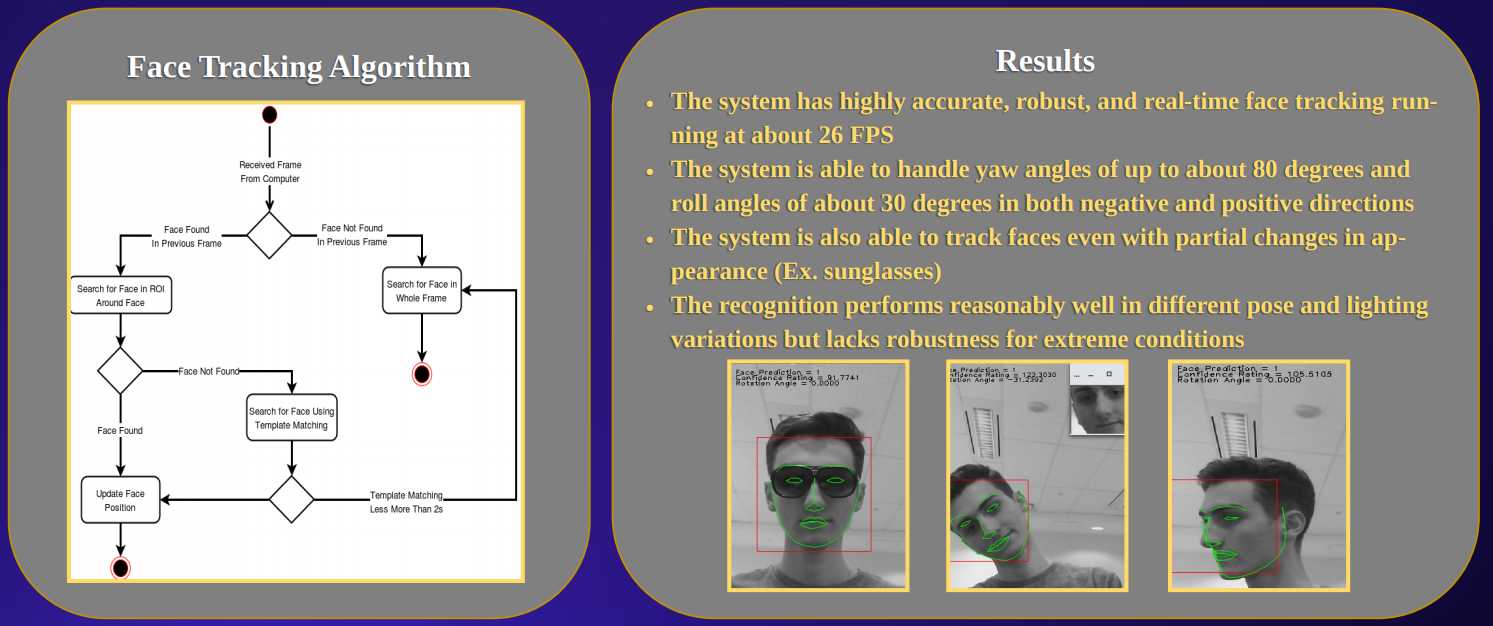 Face Tracking Algorithm
Received Frame
From Computer
Face Found
In Previous Frame
Face Not Found
In Previous Frame
Search for Face in ROI
Around Face
Search for Face in
Whole Frame
Face Not Found
Search for Face Using
Template Matching
Face Found
Update Face
Position
Template Matching
Less More Than 2s
Results
• The system has highly accurate, robust, and real-time face tracking run-
ning at about 26 FPS
• The system is able to handle yaw angles of up to about 80 degrees and
roll angles of about 30 degrees in both negative and positive directions
• The system is also able to track faces even with partial changes in ap-
pearance (Ex. sunglasses)
• The recognition performs reasonably well in different pose and lighting
variations but lacks robustness for extreme conditions
Face Prediction = 1
Confidence Rating = 91.7741
Rotation Angle = 0.0000
ce Prediction = 1
nfidence Rating = 123.3030
tation Angle = -31.2392
Face Prediction = 1
Confidence Rating = 105.5105
Rotation Angle = 0.0000